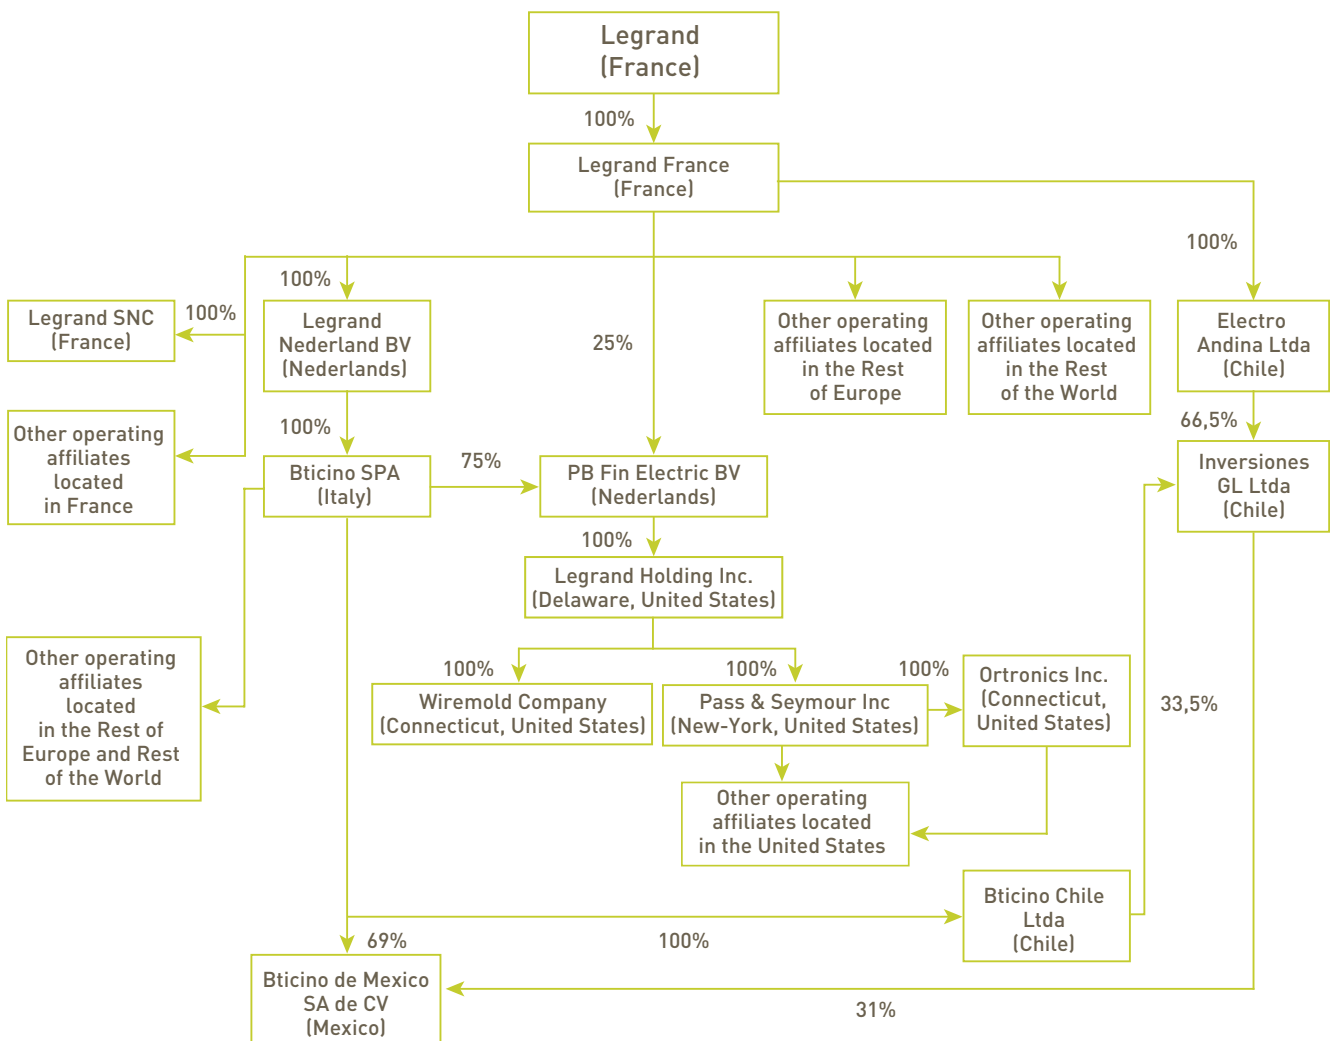 Legrand
(France)
100%
Legrand France
(France)
100%
100%
Legrand SNC
(France)
100%
Legrand
Nederland BV
(Nederlands)
25%
Other operating
affiliates located
in the Rest
of Europe
Other operating
affiliates located
in the Rest
of the World
Electro
Andina Ltda
(Chile)
Other operating
affiliates
located
in France
100%
66,5%
Bticino SPA
(Italy)
75%
PB Fin Electric BV
(Nederlands)
Inversiones
GL Ltda
(Chile)
100%
Legrand Holding Inc.
(Delaware, United States)
Other operating
affiliates
located
in the Rest of
Europe and Rest
of the World
100%
100%
100%
Wiremold Company
(Connecticut, United States)
Pass & Seymour Inc
(New-York, United States)
Ortronics Inc.
(Connecticut,
United States)
33,5%
Other operating
affiliates located
in the United States
Bticino Chile
Ltda
(Chile)
69%
100%
Bticino de Mexico
SA de CV
(Mexico)
31%